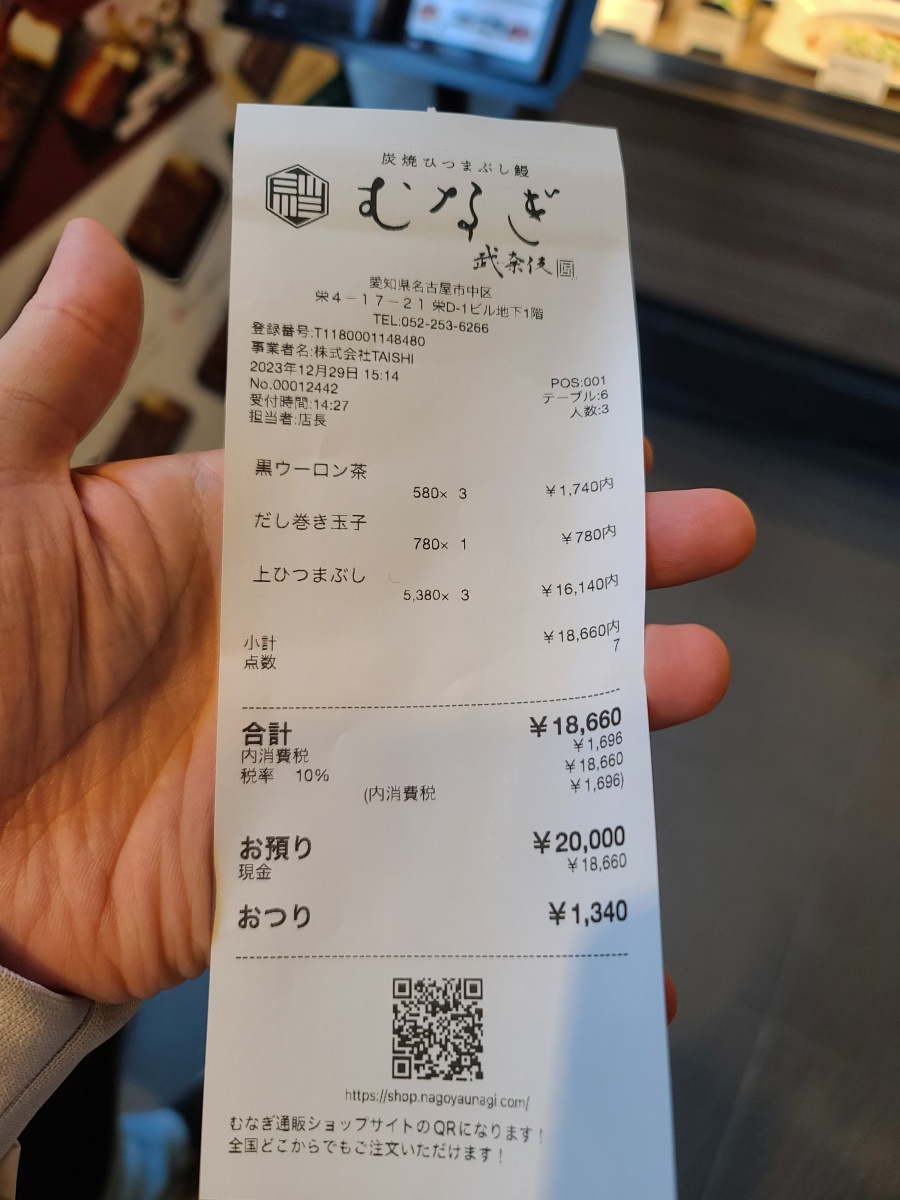 炭焼ひつまぶし鰻
むなぎ
愛知県名古屋市中区
栄4－17－21 栄D-1ビル地下1階
TEL:052-253-6266
登録番号:T1180001148480
事業者名:株式会社TAISHI
2023年12月29日 15:14
No.00012442 POS:001
受付時間:14:27 テーブル:6
担当者:店長 人数:3
黒ウーロン茶
580× 3 ￥1,740内
だし巻き玉子
780× 1 ￥780内
上ひつまぶし
5,380× 3 ￥16,140内
小計 ￥18,660内
点数 7
合計 ￥18,660
内消費税 ￥1,696
税率 10% ￥18,660
(内消費税 ￥1,696)
お預り ￥20,000
現金 ￥18,660
おつり ￥1,340
https://shop.nagoyaunagi.com/
むなぎ通販ショップサイトのQRになります！
全国どこからでもご注文いただけます！